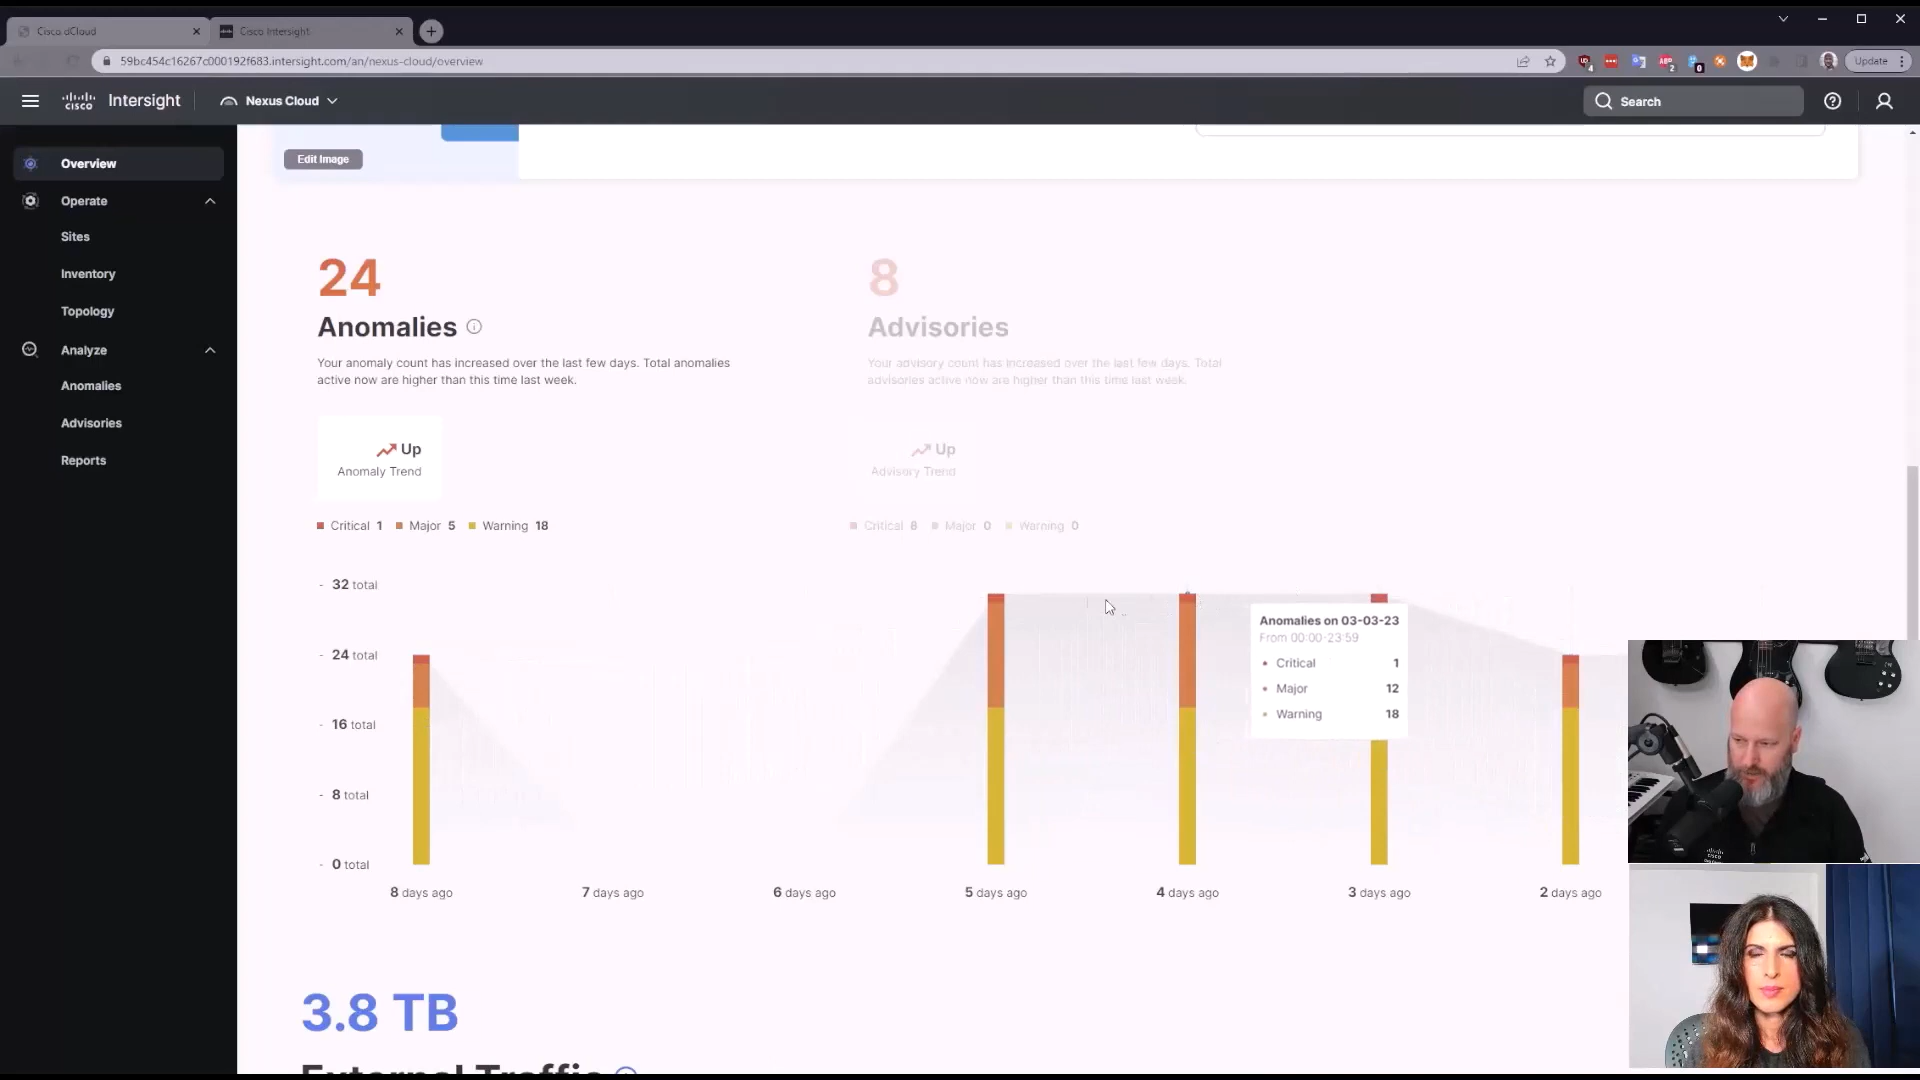 Cisco dCloud
Cisco Intersight
59bc454c16267c000192f683.intersight.com/an/nexus-cloud/overview
Update
cisco Intersight
Nexus Cloud
Search
Overview
Operate
Sites
Inventory
Topology
Analyze
Anomalies
Advisories
Reports
Edit Image
24
Anomalies
Your anomaly count has increased over the last few days. Total anomalies
active now are higher than this time last week.
Up
Anomaly Trend
Critical 1 Major 5 Warning 18
8
Advisories
Your advisory count has increased over the last few days. Total
advisories active now are higher than this time last week.
Up
Advisory Trend
Critical 8 Major 0 Warning 0
- 32 total
- 24 total
- 16 total
- 8 total
- 0 total
Anomalies on 03-03-23
From 00:00-23:59
Critical 1
Major 12
Warning 18
8 days ago
7 days ago
6 days ago
5 days ago
4 days ago
3 days ago
2 days ago
3.8 TB
External Traffic
cisco